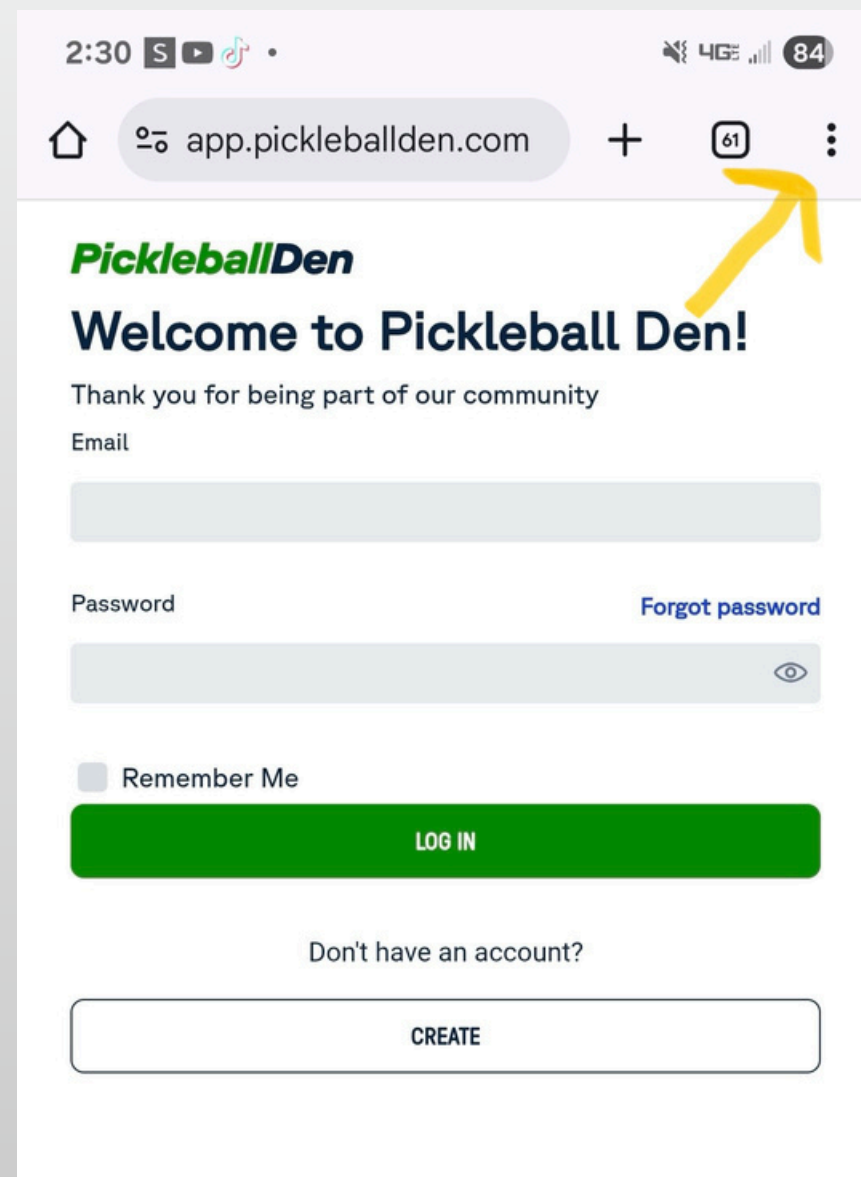 2:30 S 4GE 84
app.pickleballden.com 61
PickleballDen
Welcome to Pickleball Den!
Thank you for being part of our community
Email
Password Forgot password
Remember Me
LOG IN
Don't have an account?
CREATE